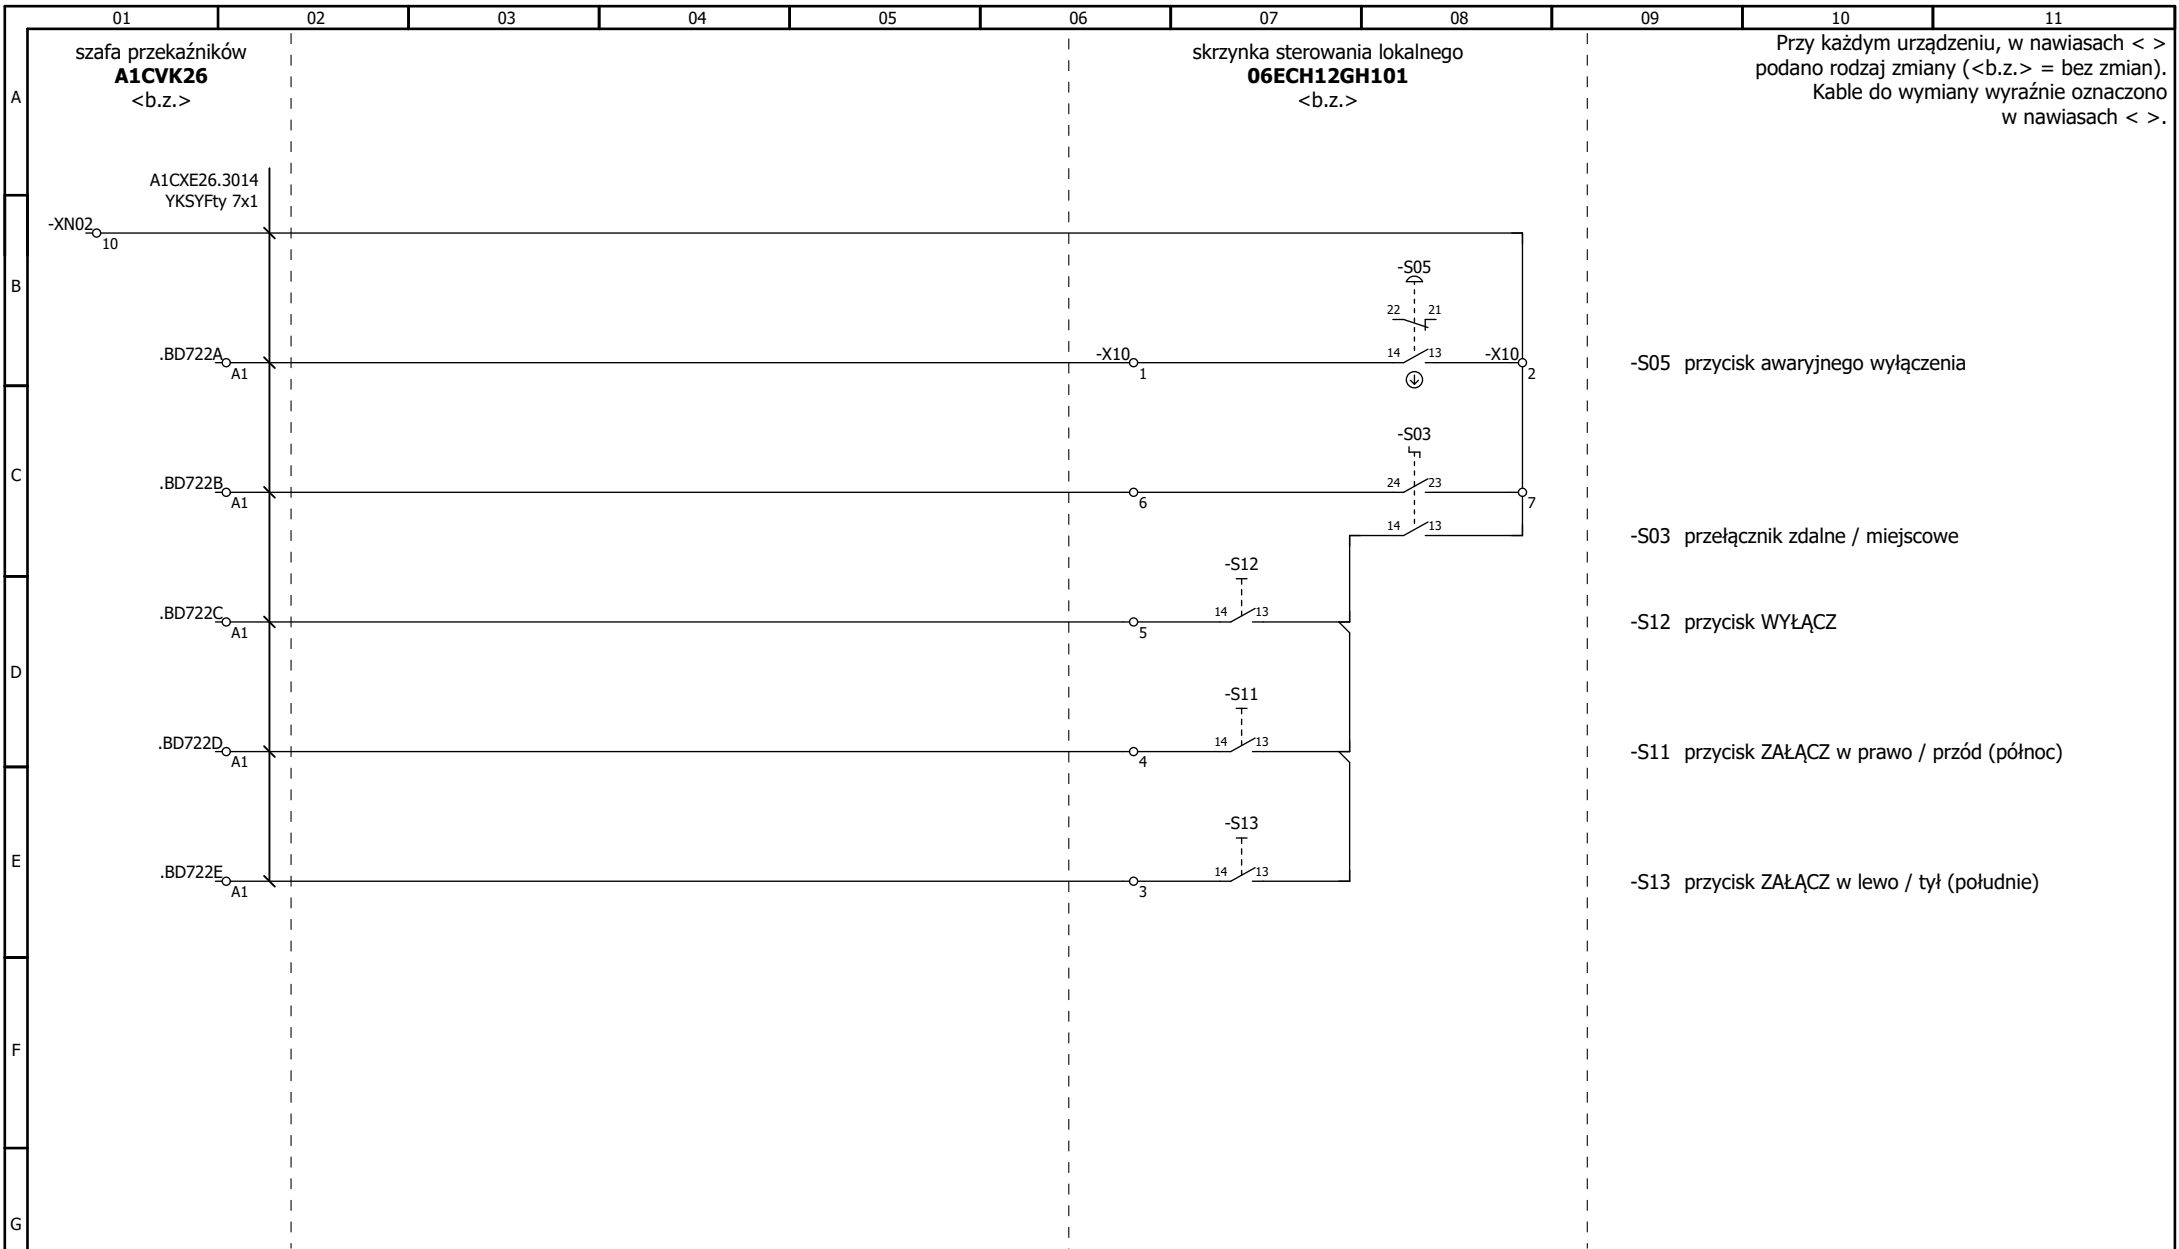 01 02 03 04 05 06 07 08 09 10 11
szafa przekaźników
A1CVK26
<b.z.>
skrzynka sterowania lokalnego
06ECH12GH101
<b.z.>
Przy każdym urządzeniu, w nawiasach < >
podano rodzaj zmiany (<b.z.> = bez zmian).
Kable do wymiany wyraźnie oznaczono
w nawiasach < >.
A
A1CXE26.3014
YKSYFty 7x1
-XN02
10
B
-S05
22 21
.BD722A
A1
-X10
1
14 13
-X10
2
-S05 przycisk awaryjnego wyłączenia
-S03
C
.BD722B
A1
6
24 23
7
14 13
-S03 przełącznik zdalne / miejscowe
-S12
.BD722C
A1
5
14 13
-S12 przycisk WYŁĄCZ
D
-S11
.BD722D
A1
4
14 13
-S11 przycisk ZAŁĄCZ w prawo / przód (północ)
-S13
E
.BD722E
A1
3
14 13
-S13 przycisk ZAŁĄCZ w lewo / tył (południe)
F
G